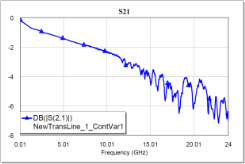 S21
0
-2
-4
-6
-8
DB(|S(2,1)|)
NewTransLine_1_ContVar1
0.01 5.01 10.01 15.01 20.01 24
Frequency (GHz)